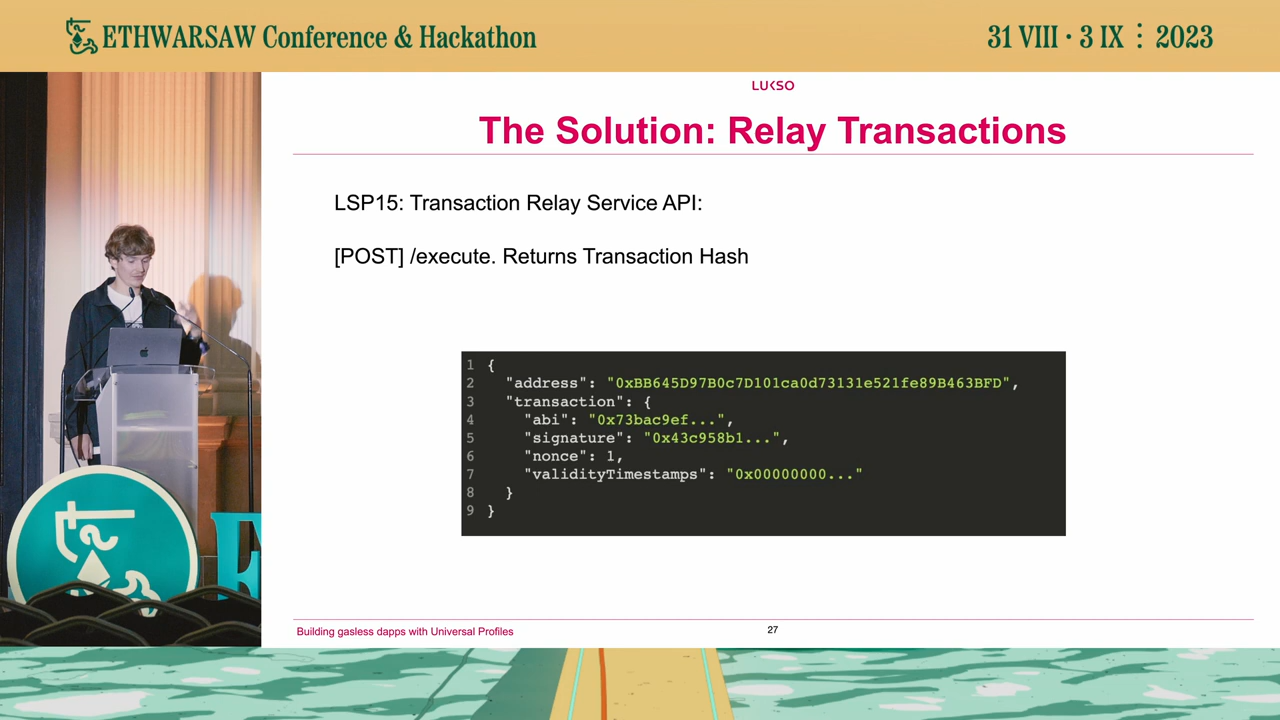 ETHWARSAW Conference & Hackathon
31 VIII · 3 IX ⋮ 2023
LUKSO
The Solution: Relay Transactions
LSP15: Transaction Relay Service API:
[POST] /execute. Returns Transaction Hash
1 {
2 "address": "0xBB645D97B0c7D101ca0d73131e521fe89B463BFD",
3 "transaction": {
4 "abi": "0x73bac9ef...",
5 "signature": "0x43c958b1...",
6 "nonce": 1,
7 "validityTimestamps": "0x00000000..."
8 }
9 }
Building gasless dapps with Universal Profiles
27
E